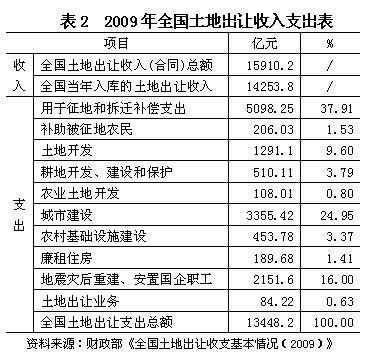 表2 2009年全国土地出让收入支出表
项目 亿元 %
收入
全国土地出让收入(合同)总额 15910.2 /
全国当年入库的土地出让收入 14253.8 /
支出
用于征地和拆迁补偿支出 5098.25 37.91
补助被征地农民 206.03 1.53
土地开发 1291.1 9.60
耕地开发、建设和保护 510.11 3.79
农业土地开发 108.01 0.80
城市建设 3355.42 24.95
农村基础设施建设 453.78 3.37
廉租住房 189.68 1.41
地震灾后重建、安置国企职工 2151.6 16.00
土地出让业务 84.22 0.63
全国土地出让支出总额 13448.2 100.00
资料来源：财政部《全国土地出让收支基本情况（2009）》